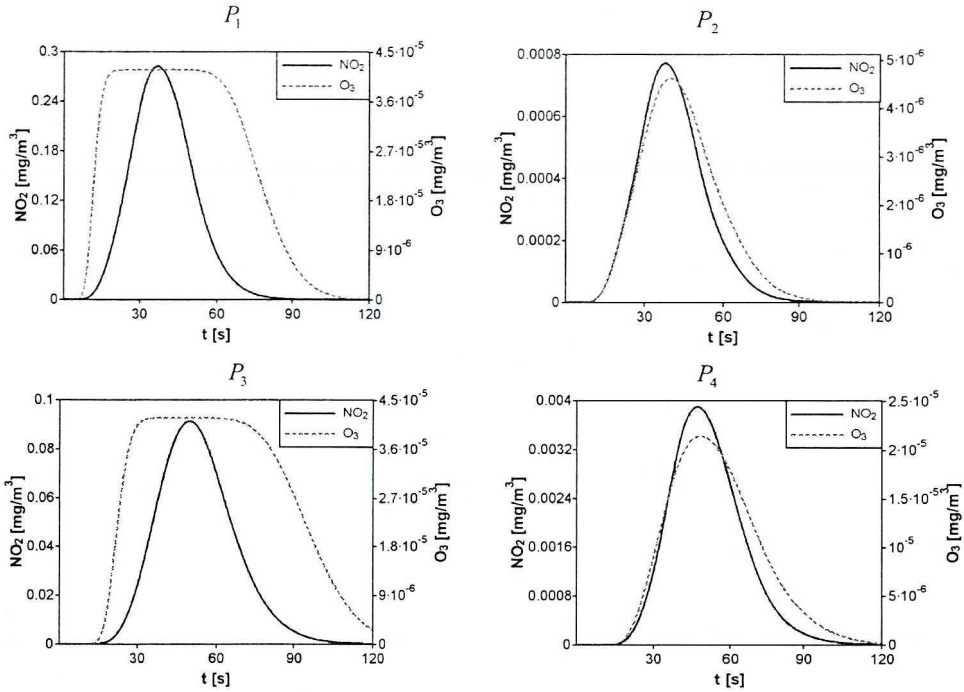 P₁
NO₂ [mg/m³]
0.3
0.24
0.18
0.12
0.06
0
NO₂
O₃
4.5·10⁻⁵
3.6·10⁻⁵
2.7·10⁻⁵
1.8·10⁻⁵
9·10⁻⁶
0
O₃ [mg/m³]
30
60
90
120
t [s]
P₂
NO₂ [mg/m³]
0.0008
0.0006
0.0004
0.0002
0
NO₂
O₃
5·10⁻⁶
4·10⁻⁶
3·10⁻⁶
2·10⁻⁶
10⁻⁶
0
O₃ [mg/m³]
30
60
90
120
t [s]
P₃
NO₂ [mg/m³]
0.1
0.08
0.06
0.04
0.02
0
NO₂
O₃
4.5·10⁻⁵
3.6·10⁻⁵
2.7·10⁻⁵
1.8·10⁻⁵
9·10⁻⁶
0
O₃ [mg/m³]
30
60
90
120
t [s]
P₄
NO₂ [mg/m³]
0.004
0.0032
0.0024
0.0016
0.0008
0
NO₂
O₃
2.5·10⁻⁵
2·10⁻⁵
1.5·10⁻⁵
10⁻⁵
5·10⁻⁶
0
O₃ [mg/m³]
30
60
90
120
t [s]